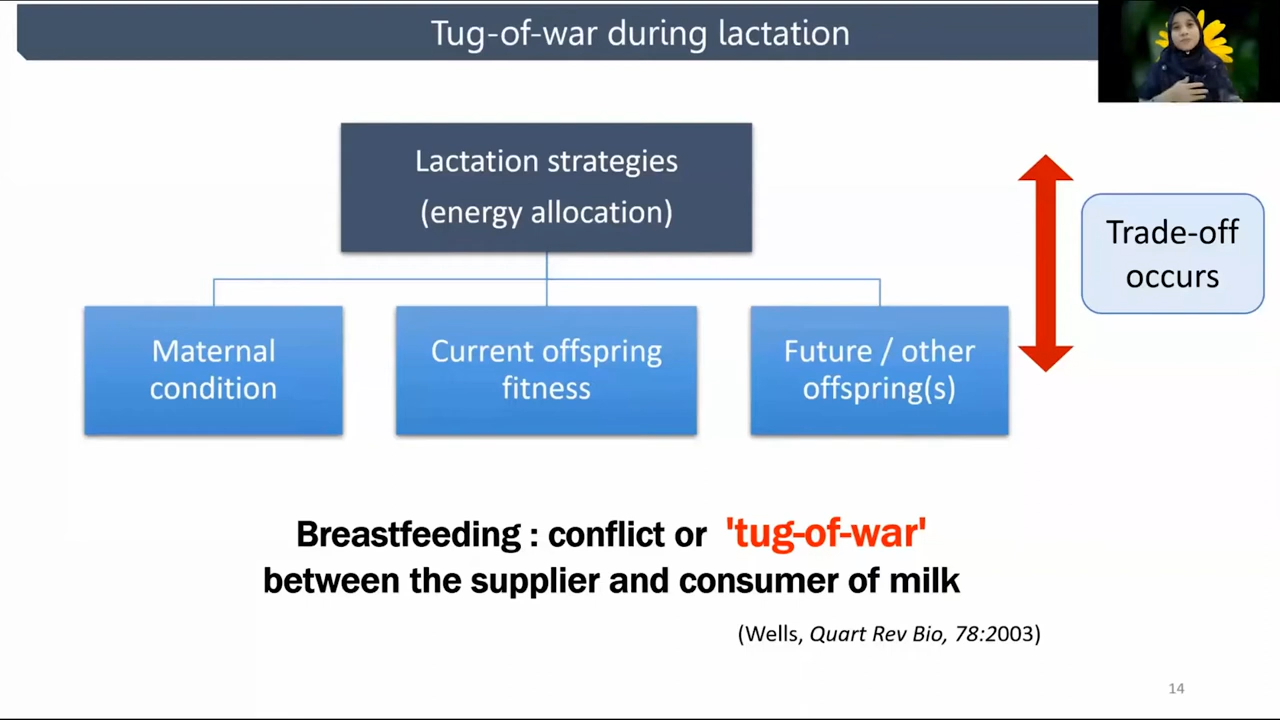 Tug-of-war during lactation
Lactation strategies
(energy allocation)
Trade-off
occurs
Maternal
condition
Current offspring
fitness
Future / other
offspring(s)
Breastfeeding : conflict or 'tug-of-war'
between the supplier and consumer of milk
(Wells, Quart Rev Bio, 78:2003)
14